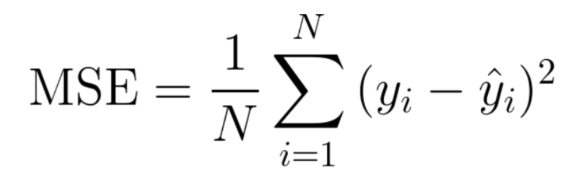 MSE = \frac{1}{N} \sum_{i=1}^{N} (y_i - \hat{y}_i)^2